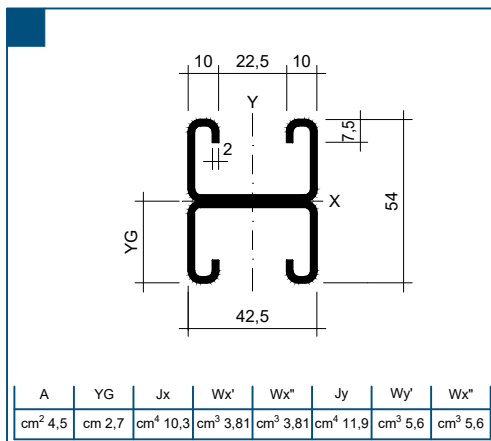 10 22,5 10
Y
7,5
2
X
54
YG
42,5
A YG Jx Wx' Wx" Jy Wy' Wx"
cm² 4,5 cm 2,7 cm⁴ 10,3 cm³ 3,81 cm³ 3,81 cm⁴ 11,9 cm³ 5,6 cm³ 5,6